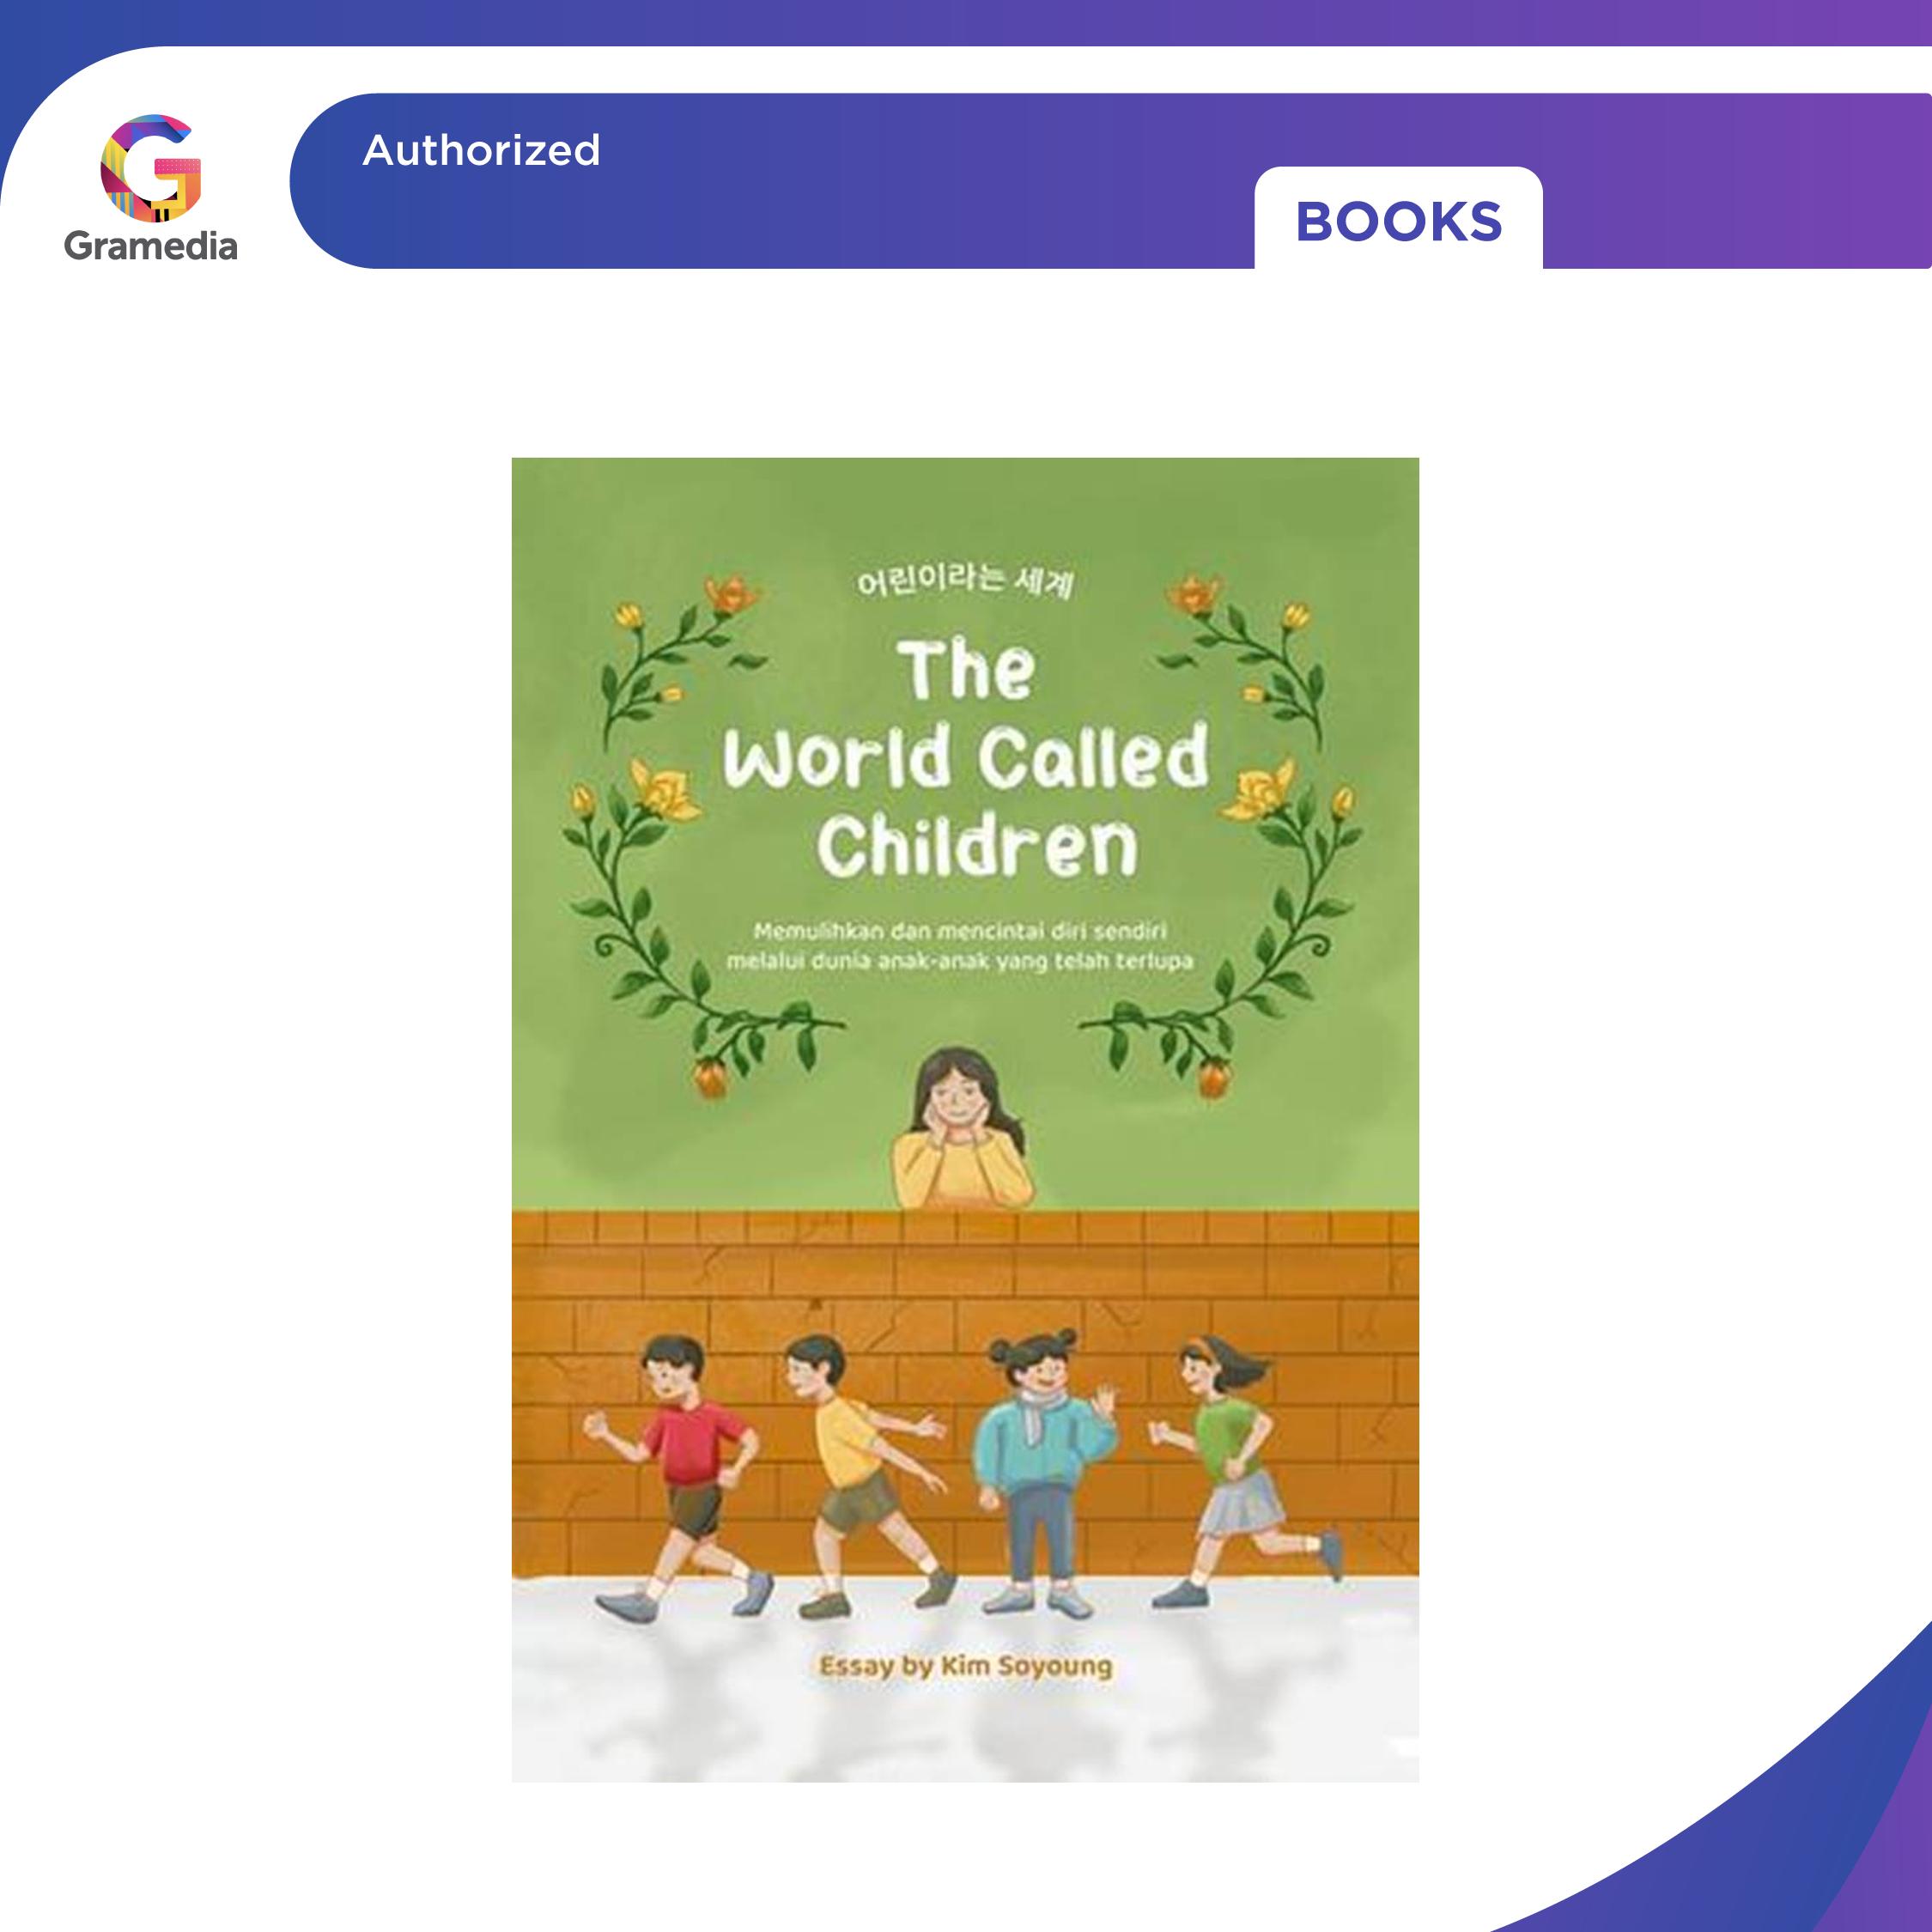 Gramedia
Authorized
BOOKS
어린이라는 세계
The
World Called
Children
Memulihkan dan mencintai diri sendiri
melalui dunia anak-anak yang telah terlupa
Essay by Kim Soyoung